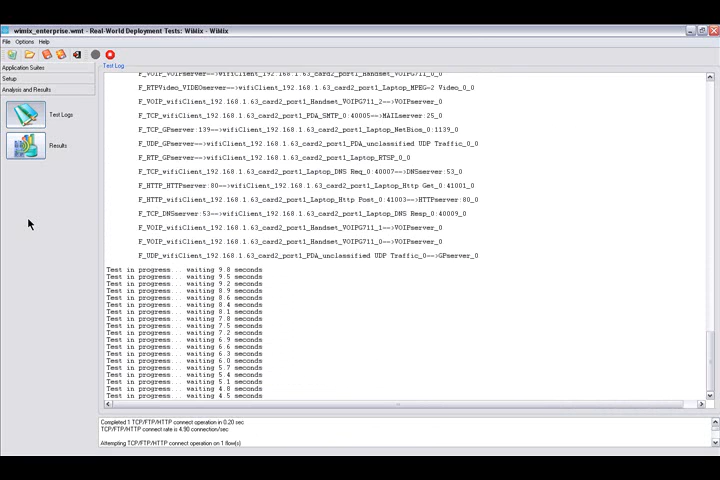 wimix_enterprise.wmt - Real-World Deployment Tests: WiMix - WiMix
File Options Help
Application Suites
Setup
Analysis and Results
Test Logs
Results
Test Log
F_VOIP_VOIPserver-->wifiClient_192.168.1.63_card2_port1_Handset_VOIPG711_0_0
F_RTPVideo_VIDEOserver-->wifiClient_192.168.1.63_card2_port1_Laptop_MPEG-2 Video_0_0
F_VOIP_wifiClient_192.168.1.63_card2_port1_Handset_VOIPG711_2-->VOIPserver_0
F_TCP_wifiClient_192.168.1.63_card2_port1_PDA_SMTP_0:40005-->MAILserver:25_0
F_TCP_GPserver:139-->wifiClient_192.168.1.63_card2_port1_Laptop_NetBios_0:1139_0
F_UDP_GPserver-->wifiClient_192.168.1.63_card2_port1_PDA_unclassified UDP Traffic_0_0
F_RTP_GPserver-->wifiClient_192.168.1.63_card2_port1_Laptop_RTSP_0_0
F_TCP_wifiClient_192.168.1.63_card2_port1_Laptop_DNS Req_0:40007-->DNSserver:53_0
F_HTTP_HTTPserver:80-->wifiClient_192.168.1.63_card2_port1_Laptop_Http Get_0:41001_0
F_HTTP_wifiClient_192.168.1.63_card2_port1_Laptop_Http Post_0:41003-->HTTPserver:80_0
F_TCP_DNSserver:53-->wifiClient_192.168.1.63_card2_port1_Laptop_DNS Resp_0:40009_0
F_VOIP_wifiClient_192.168.1.63_card2_port1_Handset_VOIPG711_1-->VOIPserver_0
F_VOIP_wifiClient_192.168.1.63_card2_port1_Handset_VOIPG711_0-->VOIPserver_0
F_UDP_wifiClient_192.168.1.63_card2_port1_PDA_unclassified UDP Traffic_0-->GPserver_0
Test in progress... waiting 9.8 seconds
Test in progress... waiting 9.5 seconds
Test in progress... waiting 9.2 seconds
Test in progress... waiting 8.9 seconds
Test in progress... waiting 8.6 seconds
Test in progress... waiting 8.4 seconds
Test in progress... waiting 8.1 seconds
Test in progress... waiting 7.8 seconds
Test in progress... waiting 7.5 seconds
Test in progress... waiting 7.2 seconds
Test in progress... waiting 6.9 seconds
Test in progress... waiting 6.6 seconds
Test in progress... waiting 6.3 seconds
Test in progress... waiting 6.0 seconds
Test in progress... waiting 5.7 seconds
Test in progress... waiting 5.4 seconds
Test in progress... waiting 5.1 seconds
Test in progress... waiting 4.8 seconds
Test in progress... waiting 4.5 seconds
Completed 1 TCP/FTP/HTTP connect operation in 0.20 sec
TCP/FTP/HTTP connect rate is 4.90 connection/sec
Attempting TCP/FTP/HTTP connect operation on 1 flow(s)